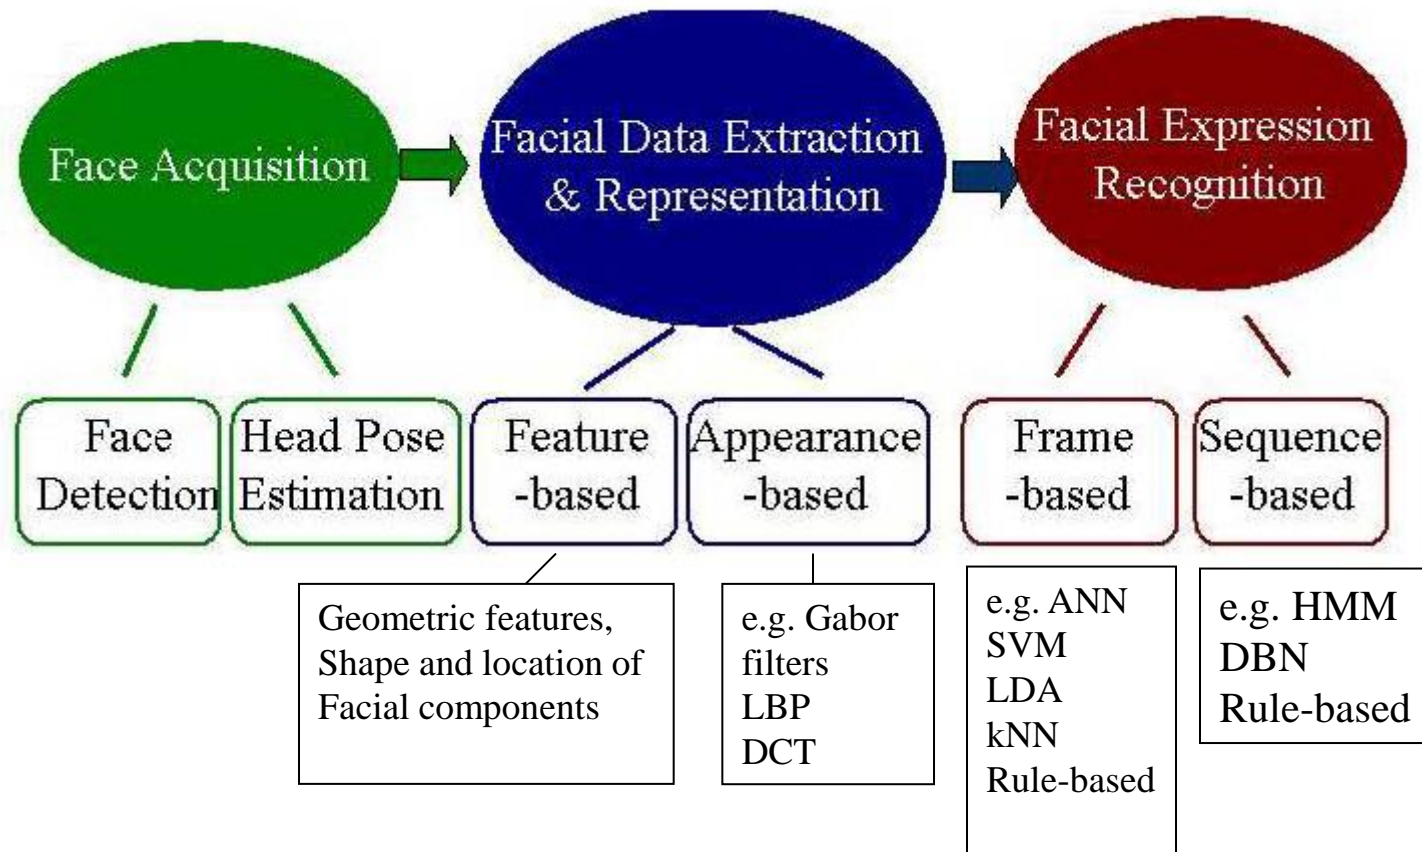 Face Acquisition
Facial Data Extraction
& Representation
Facial Expression
Recognition
Face
Detection
Head Pose
Estimation
Feature
-based
Appearance
-based
Frame
-based
Sequence
-based
Geometric features,
Shape and location of
Facial components
e.g. Gabor
filters
LBP
DCT
e.g. ANN
SVM
LDA
kNN
Rule-based
e.g. HMM
DBN
Rule-based